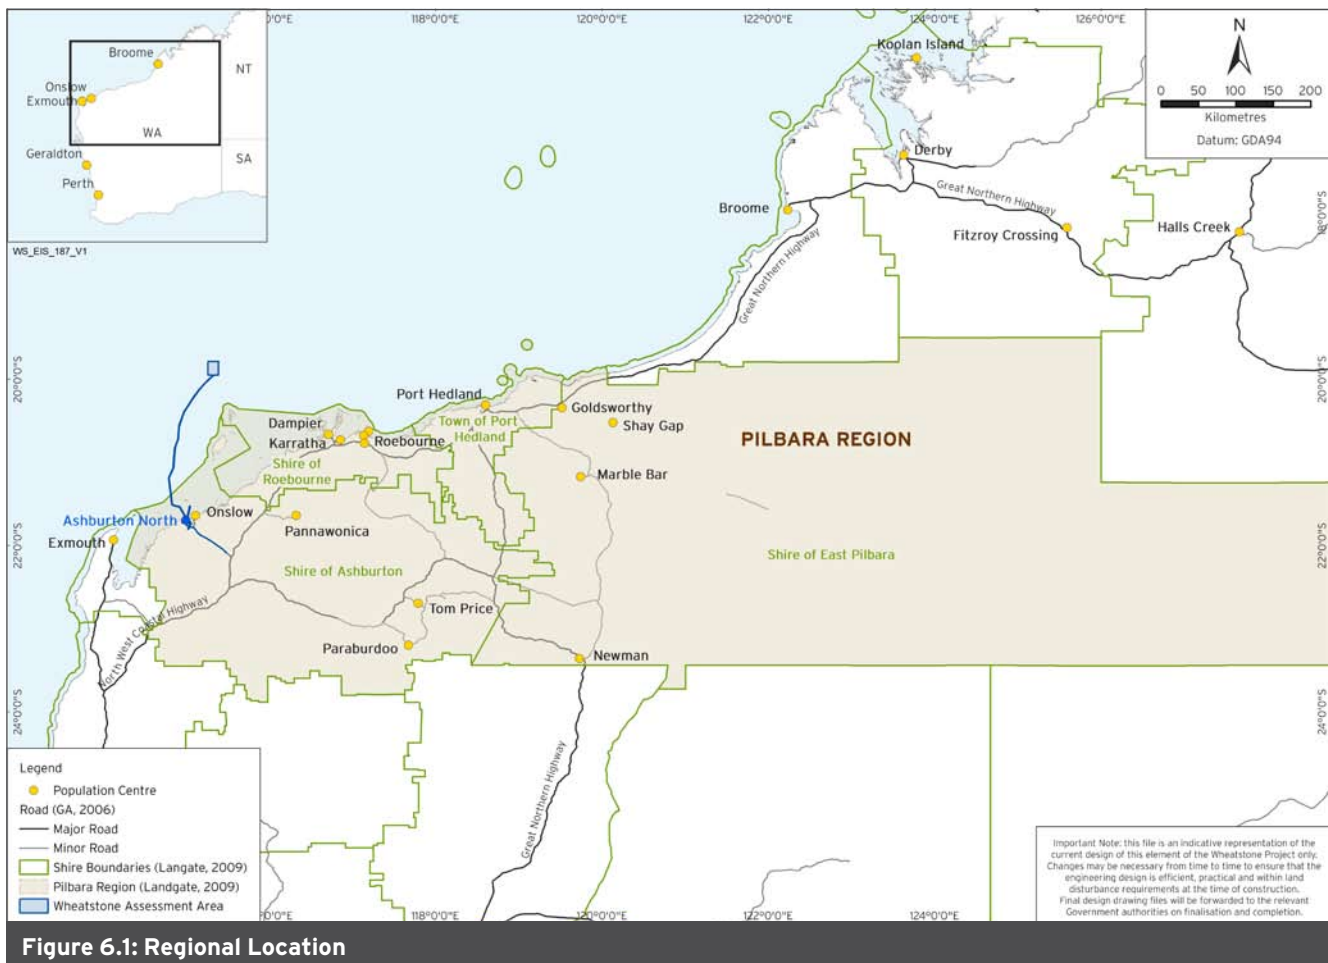 118°0'0"E
120°0'0"E
122°0'0"E
124°0'0"E
126°0'0"E
Broome
NT
Onslow
Exmouth
WA
SA
Geraldton
Perth
WS_EIS_187_V1
N
0 50 100 150 200
Kilometres
Datum: GDA94
Koolan Island
Derby
Great Northern Highway
Broome
Fitzroy Crossing
Halls Creek
18°0'0"S
Great Northern Highway
20°0'0"S
20°0'0"S
Port Hedland
Goldsworthy
Dampier
Town of Port
Hedland
Shay Gap
Karratha
Roebourne
PILBARA REGION
Shire of
Roebourne
Marble Bar
Onslow
Ashburton North
Pannawonica
Exmouth
22°0'0"S
22°0'0"S
Shire of East Pilbara
Shire of Ashburton
North West Coastal Highway
Tom Price
Paraburdoo
Newman
24°0'0"S
24°0'0"S
Great Northern Highway
Legend
Population Centre
Road (GA, 2006)
Major Road
Minor Road
Shire Boundaries (Langate, 2009)
Pilbara Region (Landgate, 2009)
Wheatstone Assessment Area
118°0'0"E
120°0'0"E
122°0'0"E
124°0'0"E
Important Note: this file is an indicative representation of the
current design of this element of the Wheatstone Project only.
Changes may be necessary from time to time to ensure that the
engineering design is efficient, practical and within land
disturbance requirements at the time of construction.
Final design drawing files will be forwarded to the relevant
Government authorities on finalisation and completion.
Figure 6.1: Regional Location